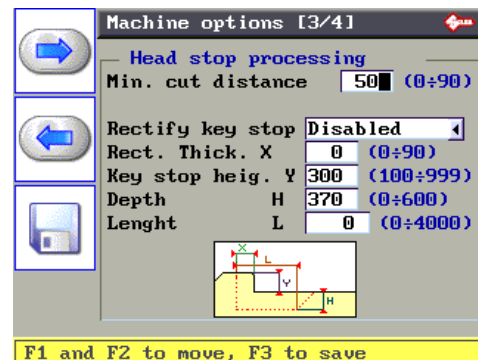 Machine options [3/4]
SILCA
Head stop processing
Min. cut distance 50 (0÷90)
Rectify key stop Disabled
Rect. Thick. X 0 (0÷90)
Key stop heig. Y 300 (100÷999)
Depth H 370 (0÷600)
Lenght L 0 (0÷4000)
X
L
Y
H
F1 and F2 to move, F3 to save